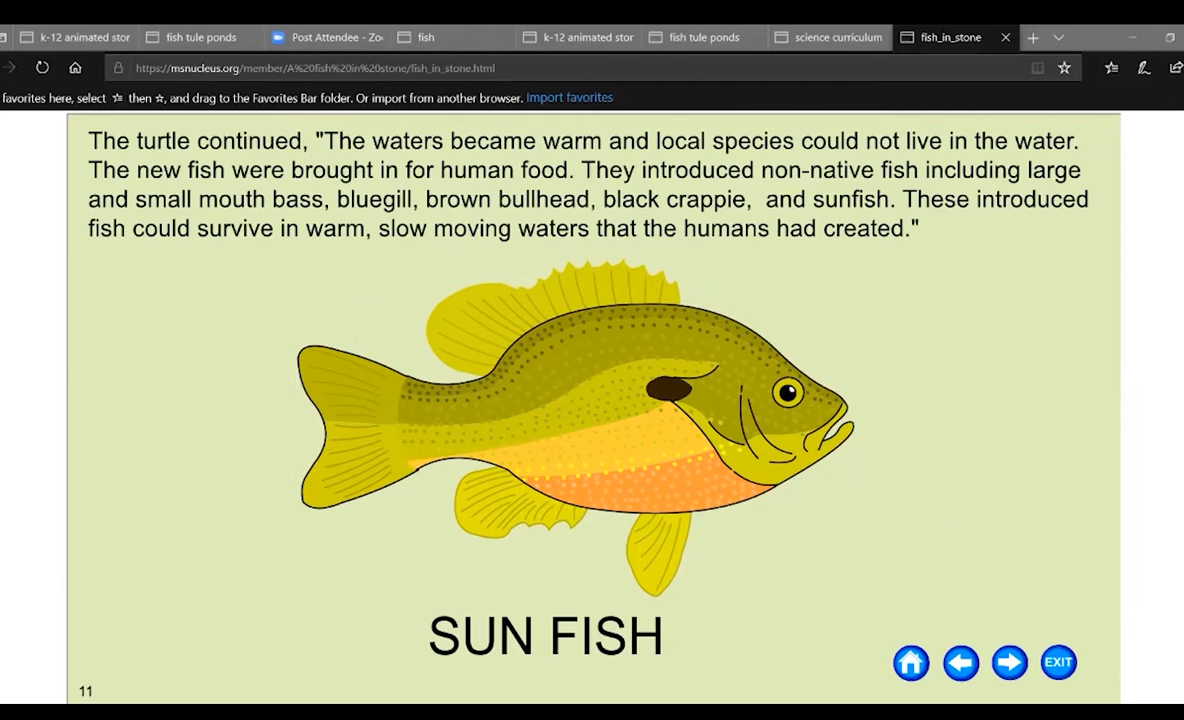 k-12 animated stor
fish tule ponds
Post Attendee - Zo
fish
k-12 animated stor
fish tule ponds
science curriculum
fish_in_stone
https://msnucleus.org/member/A%20fish%20in%20stone/fish_in_stone.html
favorites here, select then , and drag to the Favorites Bar folder. Or import from another browser. Import favorites
The turtle continued, "The waters became warm and local species could not live in the water.
The new fish were brought in for human food. They introduced non-native fish including large
and small mouth bass, bluegill, brown bullhead, black crappie, and sunfish. These introduced
fish could survive in warm, slow moving waters that the humans had created."
SUN FISH
EXIT
11